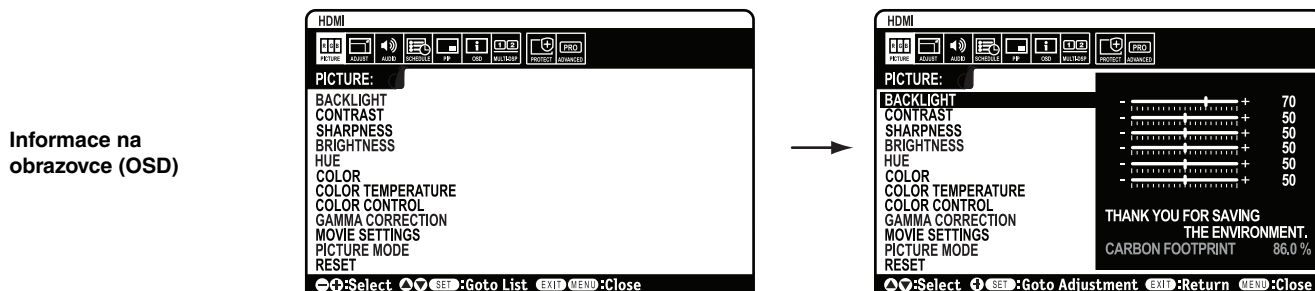 Informace na
obrazovce (OSD)
HDMI
R G B
1 2
PRO
PICTURE ADJUST AUDIO SCHEDULE PIP OSD MULTI-DSP PROTECT ADVANCED
PICTURE:
BACKLIGHT
CONTRAST
SHARPNESS
BRIGHTNESS
HUE
COLOR
COLOR TEMPERATURE
COLOR CONTROL
GAMMA CORRECTION
MOVIE SETTINGS
PICTURE MODE
RESET
:Select SET :Goto List EXIT MENU :Close
HDMI
R G B
1 2
PRO
PICTURE ADJUST AUDIO SCHEDULE PIP OSD MULTI-DSP PROTECT ADVANCED
PICTURE:
BACKLIGHT - + 70
CONTRAST - + 50
SHARPNESS - + 50
BRIGHTNESS - + 50
HUE - + 50
COLOR - + 50
COLOR TEMPERATURE
COLOR CONTROL
GAMMA CORRECTION
MOVIE SETTINGS
PICTURE MODE
RESET
THANK YOU FOR SAVING
THE ENVIRONMENT.
CARBON FOOTPRINT 86.0 %
:Select SET :Goto Adjustment EXIT :Return MENU :Close